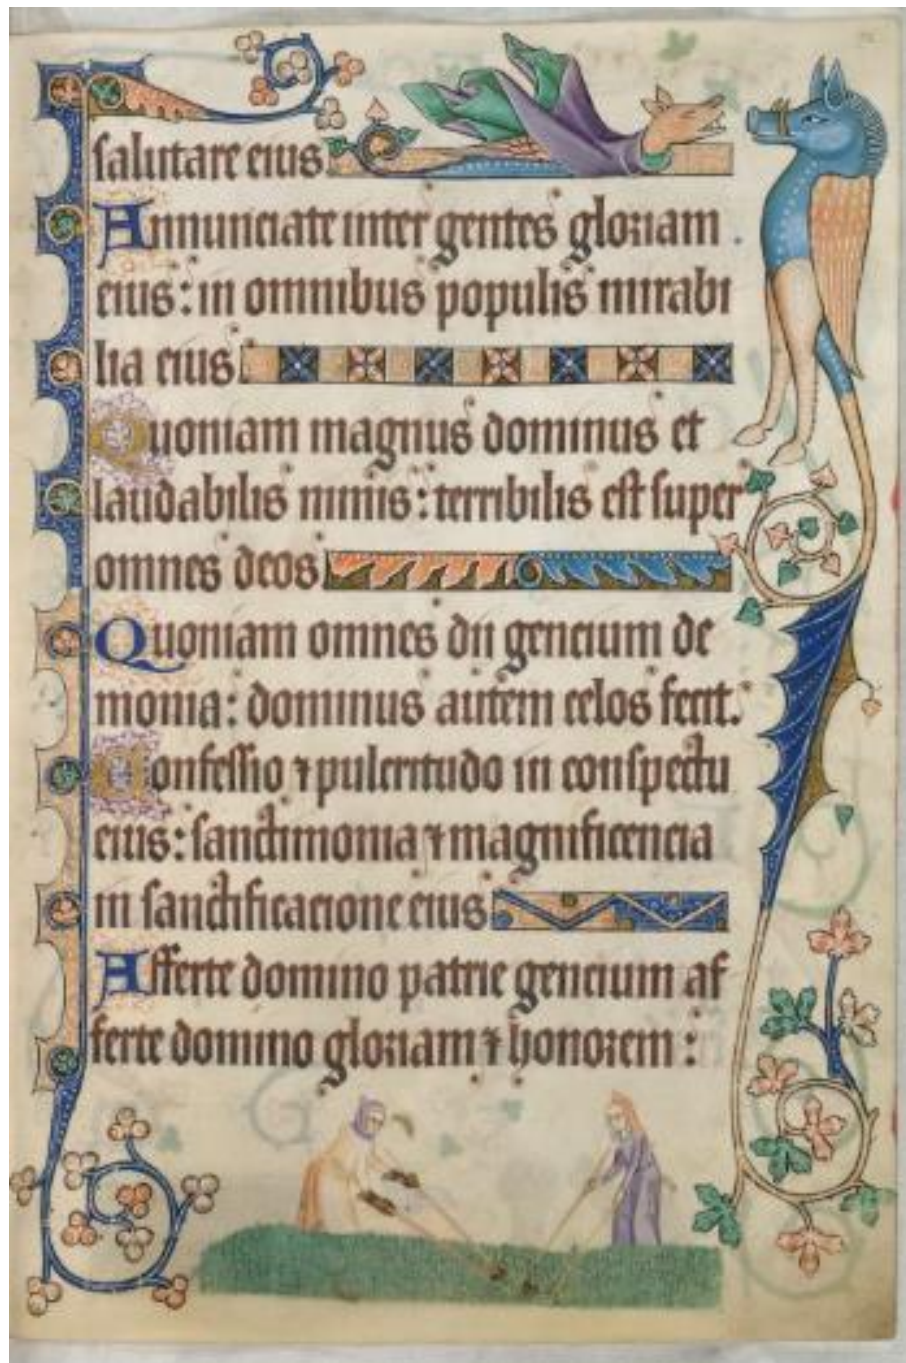 salutare eius.
Annunciate inter gentes gloriam
eius: in omnibus populis mirabi
lia eius.
Quoniam magnus dominus et
laudabilis nimis: terribilis est super
omnes deos
Quoniam omnes dii gencium de
monia: dominus autem celos fecit.
Confessio ⁊ pulcritudo in conspectu
eius: sanctimonia ⁊ magnificencia
in sanctificacione eius
Afferte domino patrie gencium af
ferte domino gloriam ⁊ honorem: